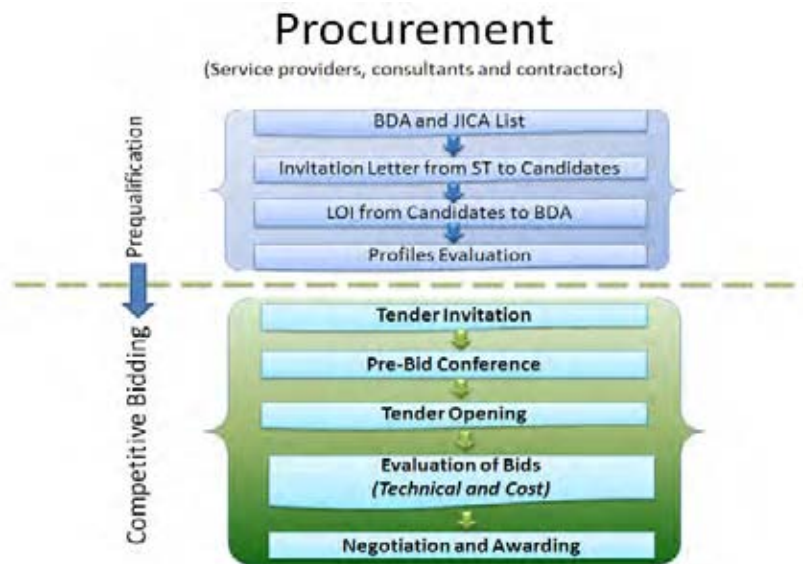 Procurement
(Service providers, consultants and contractors)
Prequalification
BDA and JICA List
Invitation Letter from ST to Candidates
LOI from Candidates to BDA
Profiles Evaluation
Competitive Bidding
Tender Invitation
Pre-Bid Conference
Tender Opening
Evaluation of Bids
(Technical and Cost)
Negotiation and Awarding